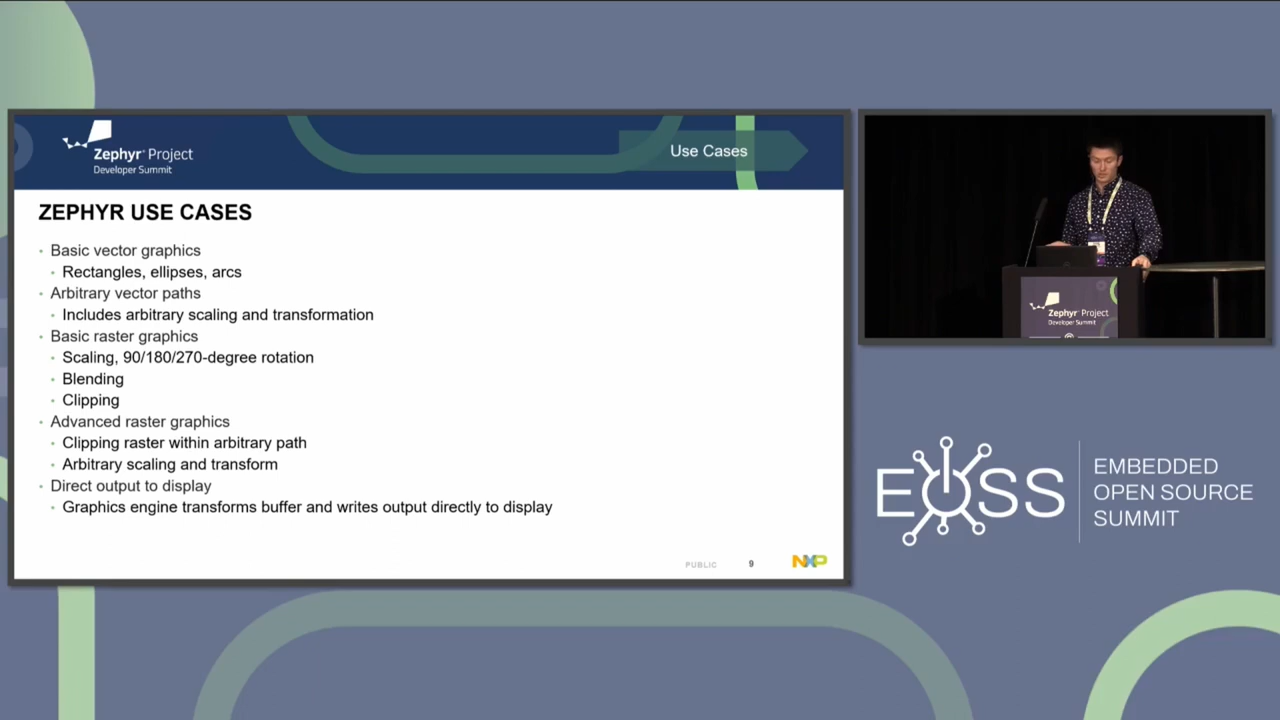 Zephyr® Project
Developer Summit
Use Cases
ZEPHYR USE CASES
Basic vector graphics
Rectangles, ellipses, arcs
Arbitrary vector paths
Includes arbitrary scaling and transformation
Basic raster graphics
Scaling, 90/180/270-degree rotation
Blending
Clipping
Advanced raster graphics
Clipping raster within arbitrary path
Arbitrary scaling and transform
Direct output to display
Graphics engine transforms buffer and writes output directly to display
PUBLIC
9
NXP
Zephyr® Project
Developer Summit
EOSS
EMBEDDED
OPEN SOURCE
SUMMIT